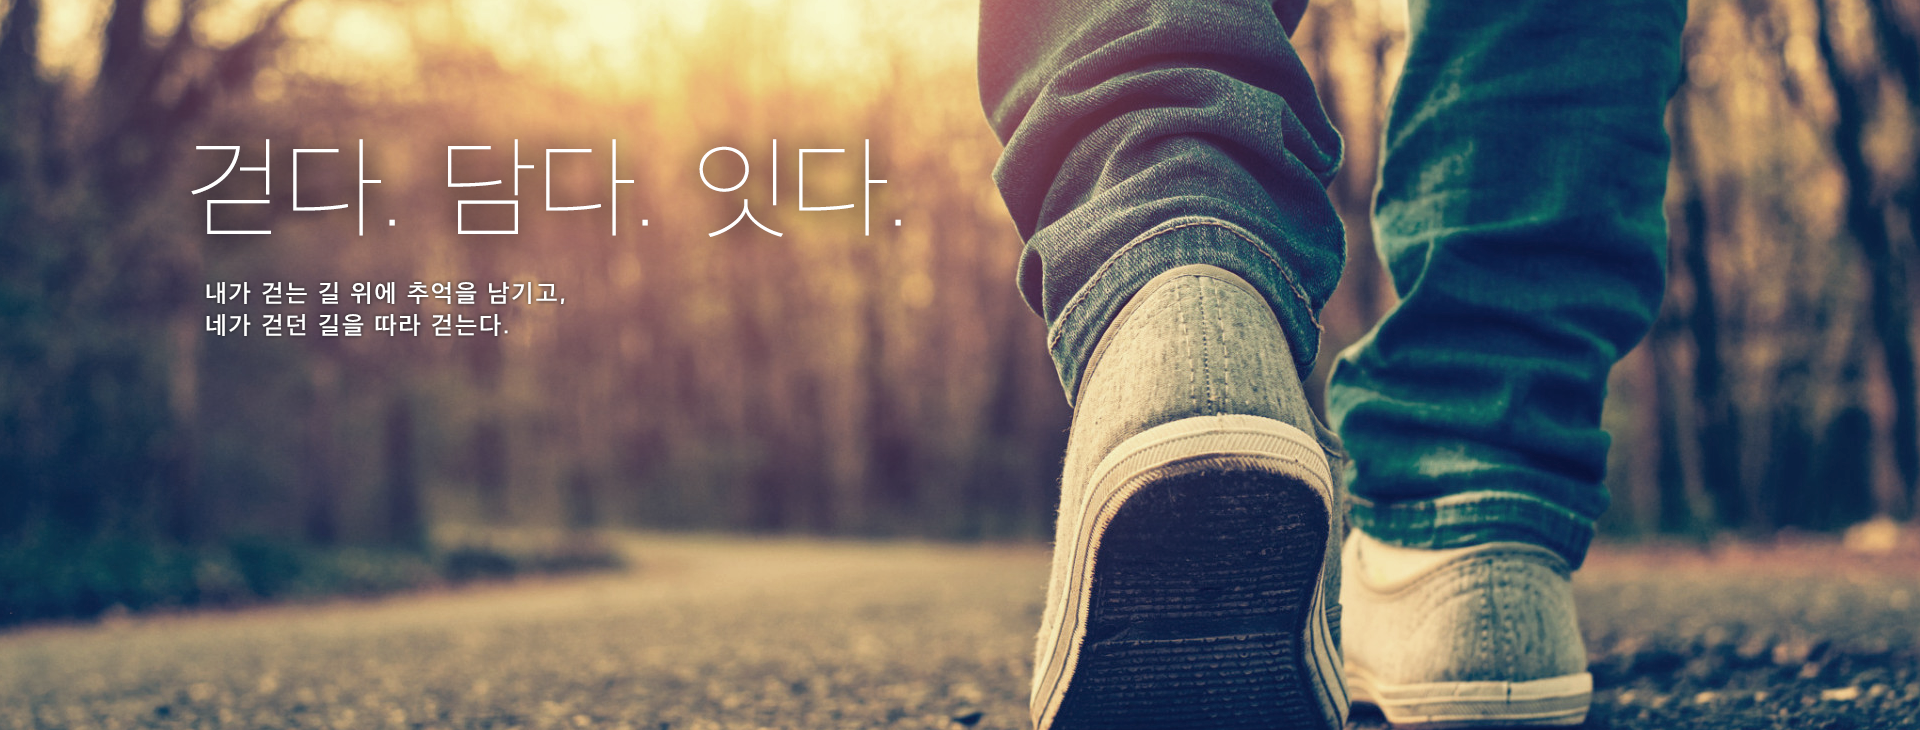 걷다. 담다. 잇다.
내가 걷는 길 위에 추억을 남기고,
네가 걷던 길을 따라 걷는다.